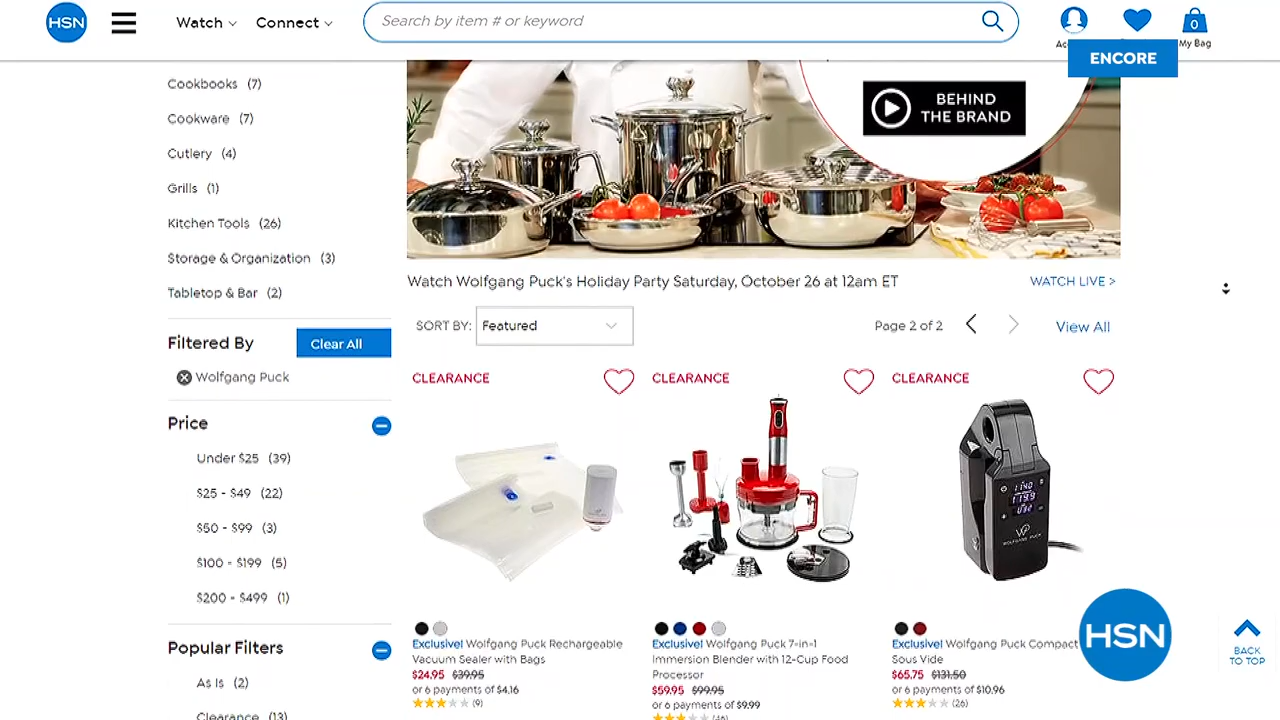 HSN
Watch
Connect
Search by item # or keyword
0
My Bag
ENCORE
Cookbooks (7)
Cookware (7)
Cutlery (4)
Grills (1)
Kitchen Tools (26)
Storage & Organization (3)
Tabletop & Bar (2)
Filtered By
Clear All
Wolfgang Puck
Price
Under $25 (39)
$25 - $49 (22)
$50 - $99 (3)
$100 - $199 (5)
$200 - $499 (1)
Popular Filters
As Is (2)
Clearance (13)
BEHIND
THE BRAND
Watch Wolfgang Puck's Holiday Party Saturday, October 26 at 12am ET
WATCH LIVE >
SORT BY: Featured
Page 2 of 2
View All
CLEARANCE
Exclusive! Wolfgang Puck Rechargeable
Vacuum Sealer with Bags
$24.95 $39.95
or 6 payments of $4.16
(9)
CLEARANCE
Exclusive! Wolfgang Puck 7-in-1
Immersion Blender with 12-Cup Food
Processor
$59.95 $99.95
or 6 payments of $9.99
(46)
CLEARANCE
WOLFGANG PUCK
Exclusive! Wolfgang Puck Compact
Sous Vide
$65.75 $131.50
or 6 payments of $10.96
(26)
HSN
BACK
TO TOP